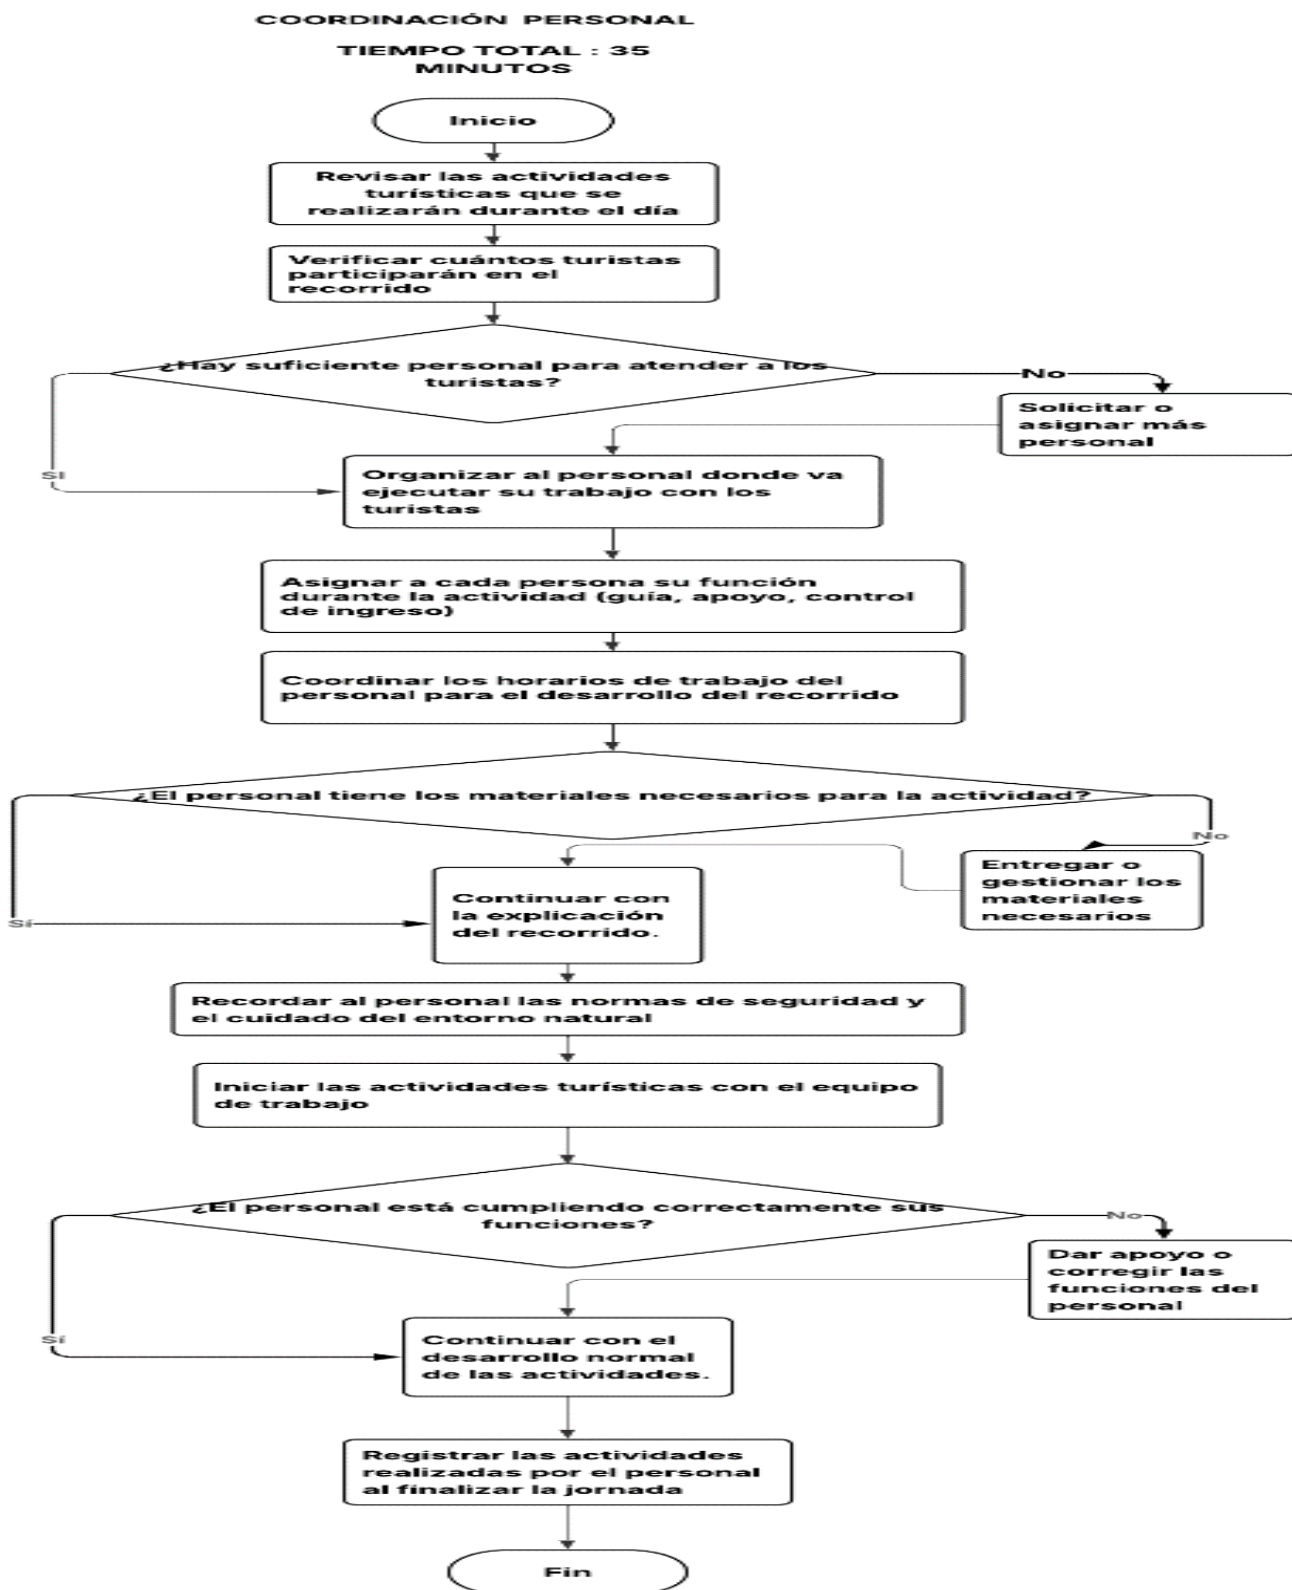 COORDINACIÓN PERSONAL
TIEMPO TOTAL : 35
MINUTOS
Inicio
Revisar las actividades
turísticas que se
realizarán durante el día
Verificar cuántos turistas
participarán en el
recorrido
¿Hay suficiente personal para atender a los
turistas?
No
Solicitar o
asignar más
personal
SI
Organizar al personal donde va
ejecutar su trabajo con los
turistas
Asignar a cada persona su función
durante la actividad (guía, apoyo, control
de ingreso)
Coordinar los horarios de trabajo del
personal para el desarrollo del recorrido
¿El personal tiene los materiales necesarios para la actividad?
No
Entregar o
gestionar los
materiales
necesarios
Sí
Continuar con
la explicación
del recorrido.
Recordar al personal las normas de seguridad y
el cuidado del entorno natural
Iniciar las actividades turísticas con el equipo
de trabajo
¿El personal está cumpliendo correctamente sus
funciones?
No
Dar apoyo o
corregir las
funciones del
personal
Sí
Continuar con el
desarrollo normal
de las actividades.
Registrar las actividades
realizadas por el personal
al finalizar la jornada
Fin